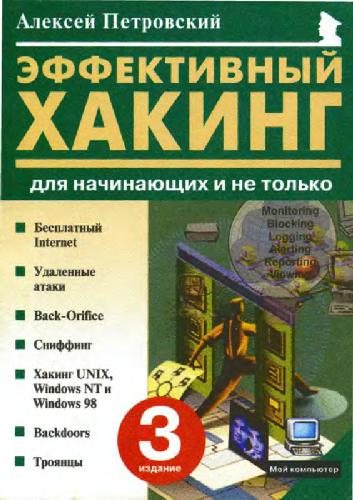 Алексей Петровский
ЭФФЕКТИВНЫЙ
ХАКИНГ
для начинающих и не только
Бесплатный
Internet
Удаленные
атаки
Back-Orifice
Сниффинг
Хакинг UNIX,
Windows NT и
Windows 98
Backdoors
Троянцы
Monitoring
Blocking
Logging
Alerting
Reporting
Viewing
3
издание
Мой компьютер